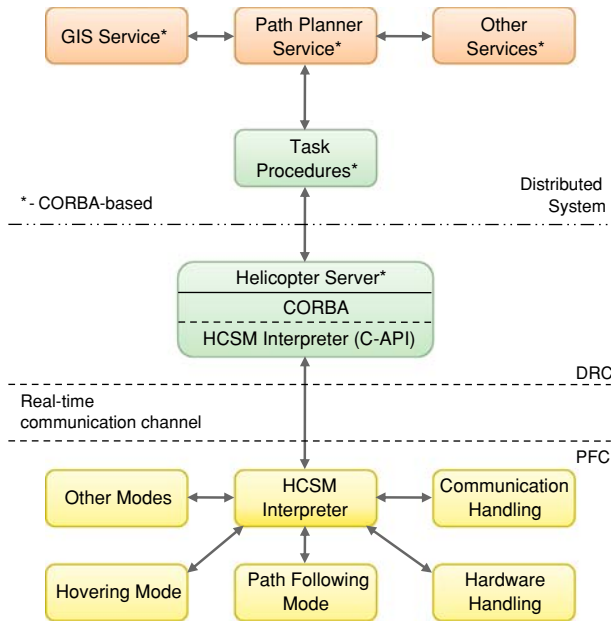 GIS Service*
Path Planner
Service*
Other
Services*
Task
Procedures*
*- CORBA-based
Distributed
System
Helicopter Server*
CORBA
HCSM Interpreter (C-API)
DRC
Real-time
communication channel
PFC
Other Modes
HCSM
Interpreter
Communication
Handling
Hovering Mode
Path Following
Mode
Hardware
Handling